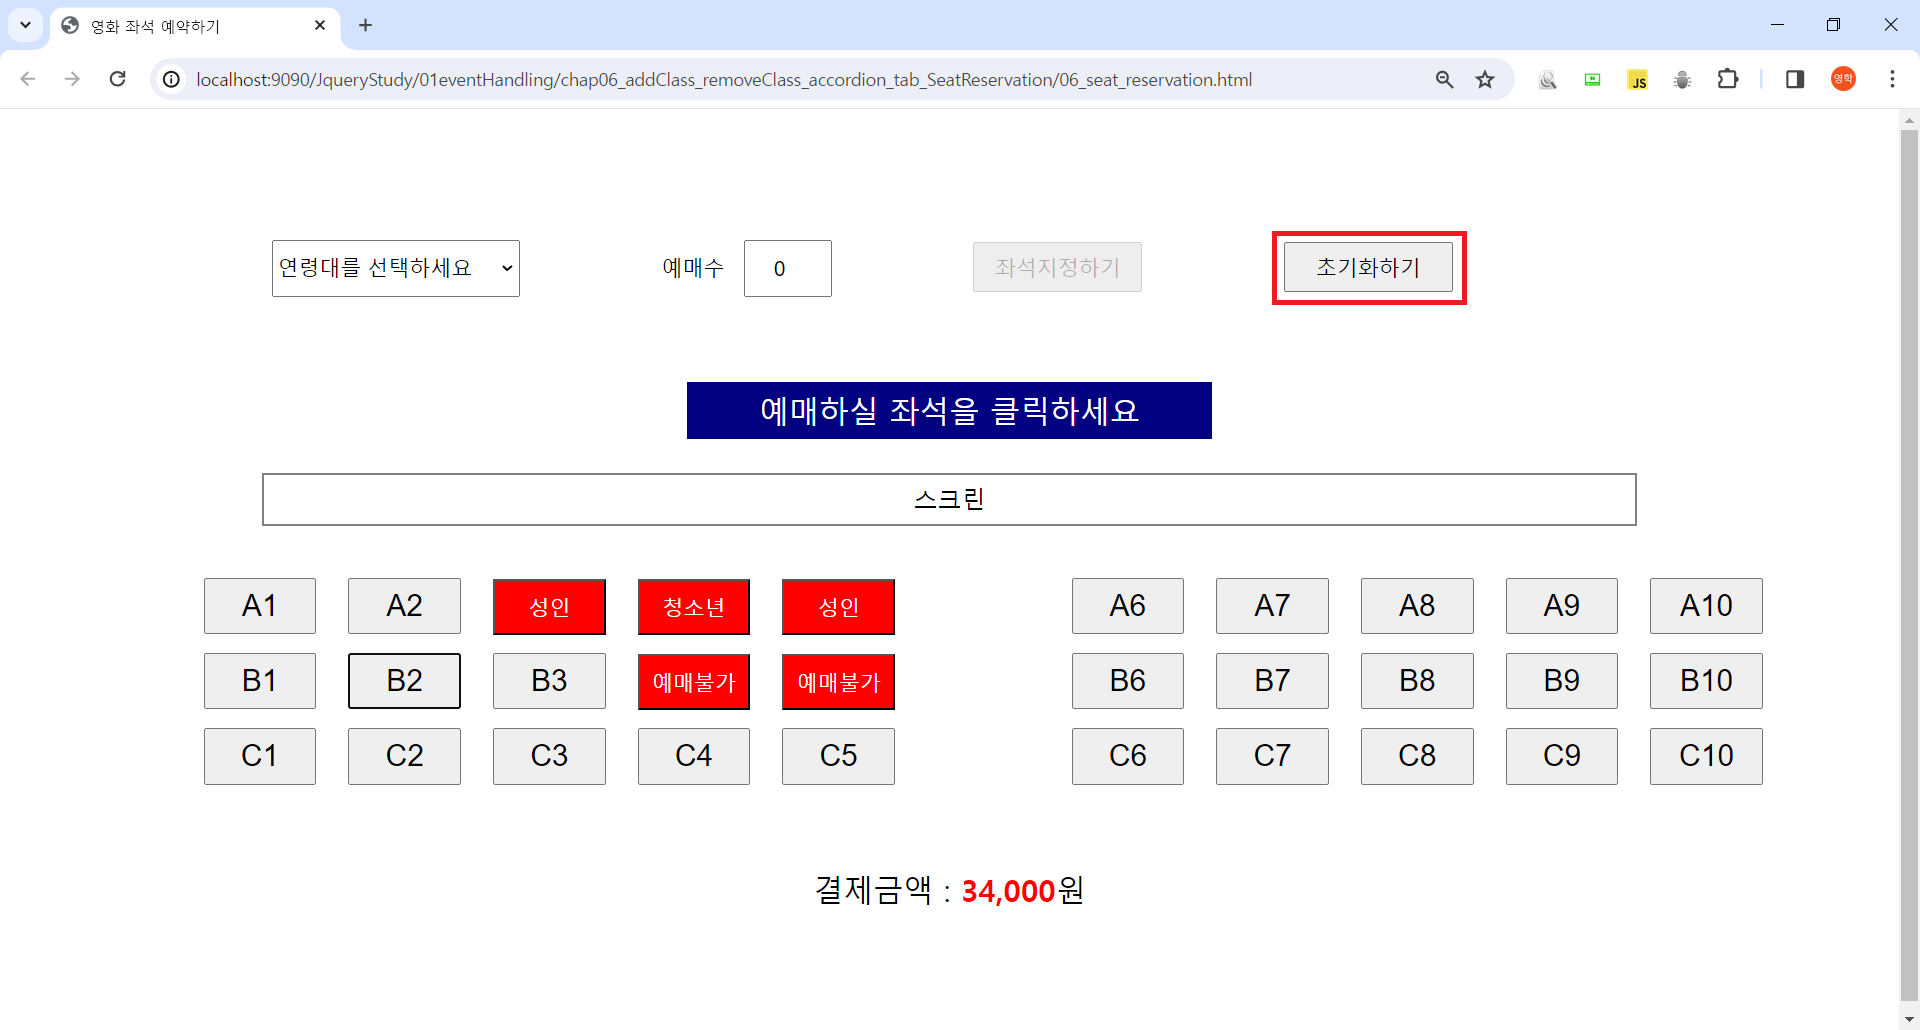 영화 좌석 예약하기
localhost:9090/JqueryStudy/01eventHandling/chap06_addClass_removeClass_accordion_tab_SeatReservation/06_seat_reservation.html
JS
영학
연령대를 선택하세요 예매수 0 좌석지정하기 초기화하기
예매하실 좌석을 클릭하세요
스크린
A1 A2 성인 청소년 성인 A6 A7 A8 A9 A10
B1 B2 B3 예매불가 예매불가 B6 B7 B8 B9 B10
C1 C2 C3 C4 C5 C6 C7 C8 C9 C10
결제금액 : 34,000원